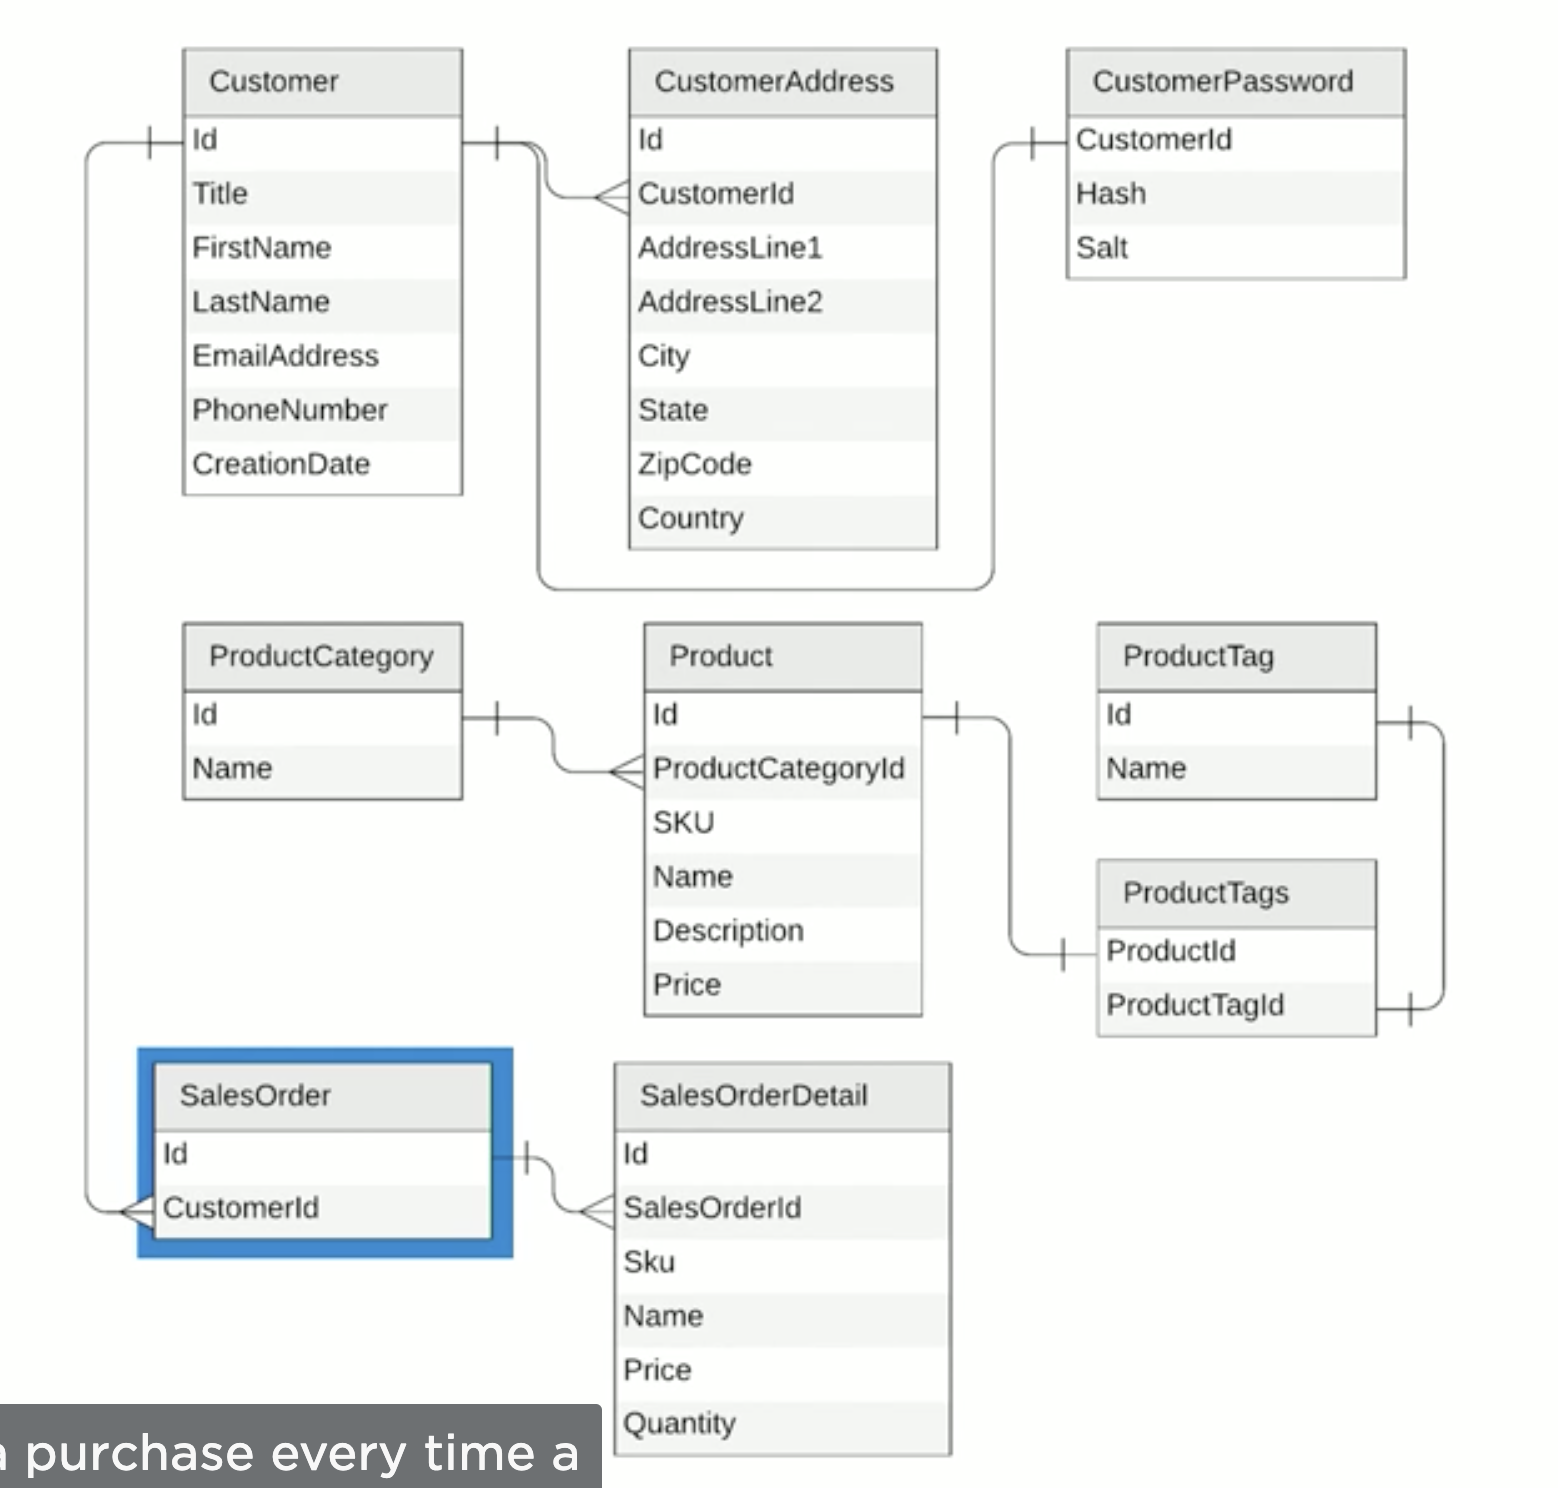 Customer
Id
Title
FirstName
LastName
EmailAddress
PhoneNumber
CreationDate
CustomerAddress
Id
CustomerId
AddressLine1
AddressLine2
City
State
ZipCode
Country
CustomerPassword
CustomerId
Hash
Salt
ProductCategory
Id
Name
Product
Id
ProductCategoryId
SKU
Name
Description
Price
ProductTag
Id
Name
ProductTags
ProductId
ProductTagId
SalesOrder
Id
CustomerId
SalesOrderDetail
Id
SalesOrderId
Sku
Name
Price
Quantity
a purchase every time a